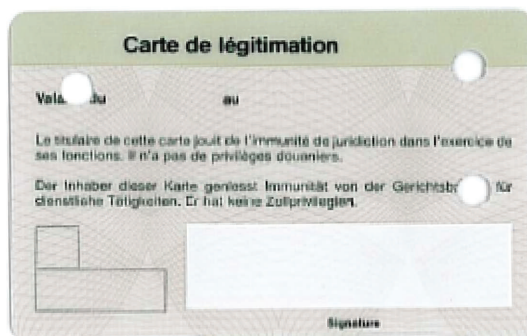 Carte de légitimation
au
Le titulaire de cette carte jouit de l'immunité de juridiction dans l'exercice de
ses fonctions. Il n'a pas de privilèges douaniers.
Der Inhaber dieser Karte geniesst Immunität von der für
dienstliche Tätigkeiten. Er hat keine Zollprivilegien.
Signature